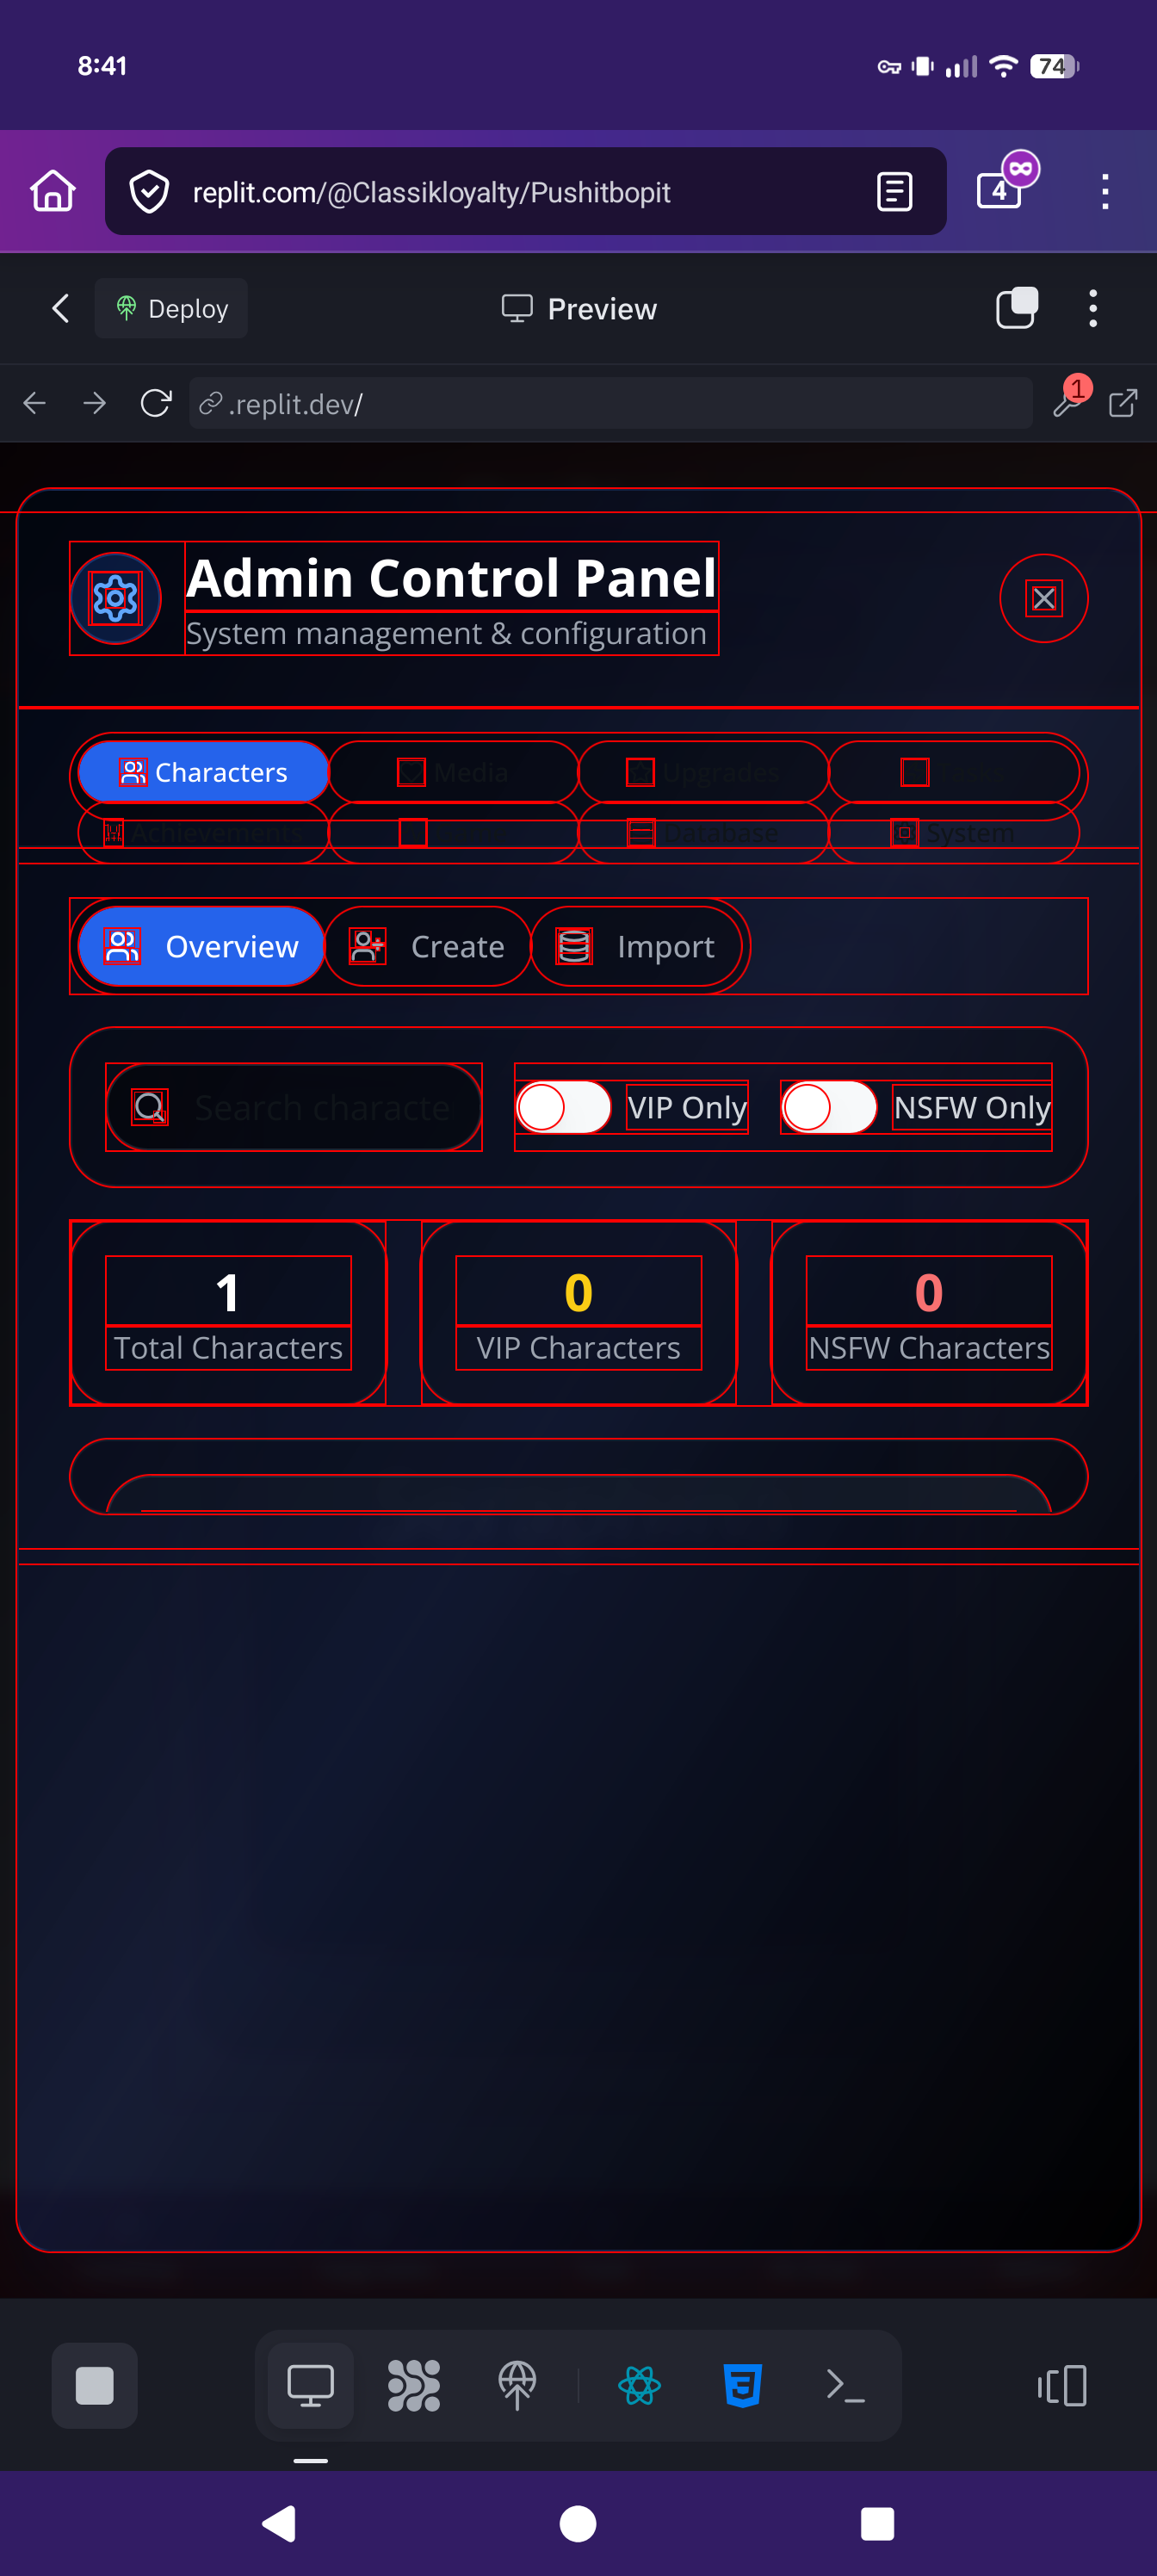 8:41
74
replit.com/@Classikloyalty/Pushitbopit
4
Deploy
Preview
.replit.dev/
1
Admin Control Panel
System management & configuration
Characters Media Upgrades
Achievements Database System
Overview Create Import
Search characte
VIP Only NSFW Only
1 0 0
Total Characters VIP Characters NSFW Characters